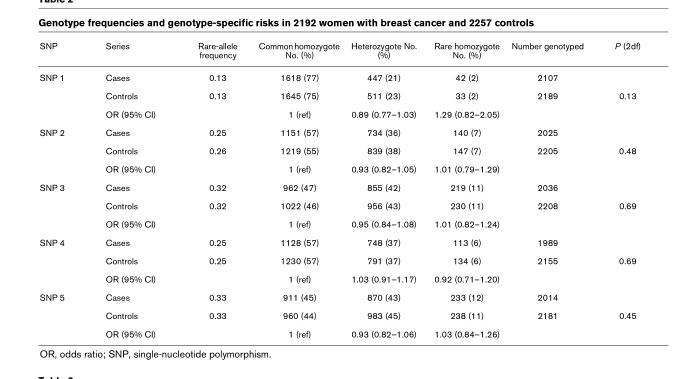 Genotype frequencies and genotype-specific risks in 2192 women with breast cancer and 2257 controls
SNP Series Rare-allele frequency Common homozygote No. (%) Heterozygote No. (%) Rare homozygote No. (%) Number genotyped P (2df)
SNP 1 Cases 0.13 1618 (77) 447 (21) 42 (2) 2107
Controls 0.13 1645 (75) 511 (23) 33 (2) 2189 0.13
OR (95% CI) 1 (ref) 0.89 (0.77–1.03) 1.29 (0.82–2.05)
SNP 2 Cases 0.25 1151 (57) 734 (36) 140 (7) 2025
Controls 0.26 1219 (55) 839 (38) 147 (7) 2205 0.48
OR (95% CI) 1 (ref) 0.93 (0.82–1.05) 1.01 (0.79–1.29)
SNP 3 Cases 0.32 962 (47) 855 (42) 219 (11) 2036
Controls 0.32 1022 (46) 956 (43) 230 (11) 2208 0.69
OR (95% CI) 1 (ref) 0.95 (0.84–1.08) 1.01 (0.82–1.24)
SNP 4 Cases 0.25 1128 (57) 748 (37) 113 (6) 1989
Controls 0.25 1230 (57) 791 (37) 134 (6) 2155 0.69
OR (95% CI) 1 (ref) 1.03 (0.91–1.17) 0.92 (0.71–1.20)
SNP 5 Cases 0.33 911 (45) 870 (43) 233 (12) 2014
Controls 0.33 960 (44) 983 (45) 238 (11) 2181 0.45
OR (95% CI) 1 (ref) 0.93 (0.82–1.06) 1.03 (0.84–1.26)
OR, odds ratio; SNP, single-nucleotide polymorphism.